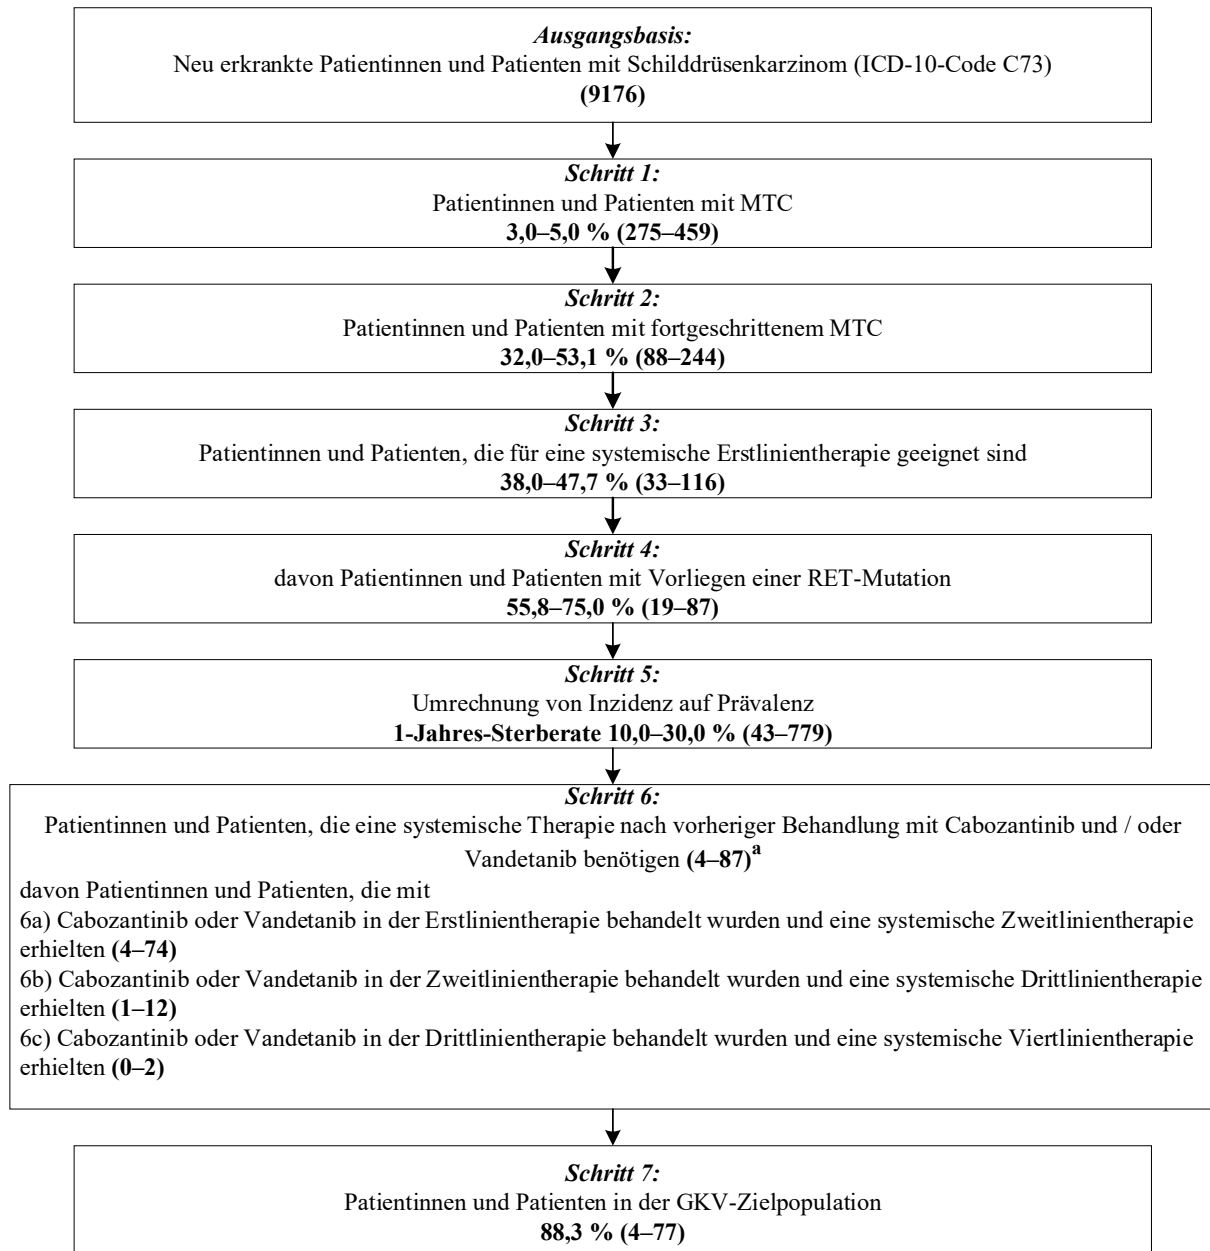 Ausgangsbasis:
Neu erkrankte Patientinnen und Patienten mit Schilddrüsenkarzinom (ICD-10-Code C73)
(9176)
Schritt 1:
Patientinnen und Patienten mit MTC
3,0–5,0 % (275–459)
Schritt 2:
Patientinnen und Patienten mit fortgeschrittenem MTC
32,0–53,1 % (88–244)
Schritt 3:
Patientinnen und Patienten, die für eine systemische Erstlinientherapie geeignet sind
38,0–47,7 % (33–116)
Schritt 4:
davon Patientinnen und Patienten mit Vorliegen einer RET-Mutation
55,8–75,0 % (19–87)
Schritt 5:
Umrechnung von Inzidenz auf Prävalenz
1-Jahres-Sterberate 10,0–30,0 % (43–779)
Schritt 6:
Patientinnen und Patienten, die eine systemische Therapie nach vorheriger Behandlung mit Cabozantinib und / oder
Vandetanib benötigen (4–87)a
davon Patientinnen und Patienten, die mit
6a) Cabozantinib oder Vandetanib in der Erstlinientherapie behandelt wurden und eine systemische Zweitlinientherapie
erhielten (4–74)
6b) Cabozantinib oder Vandetanib in der Zweitlinientherapie behandelt wurden und eine systemische Drittlinientherapie
erhielten (1–12)
6c) Cabozantinib oder Vandetanib in der Drittlinientherapie behandelt wurden und eine systemische Viertlinientherapie
erhielten (0–2)
Schritt 7:
Patientinnen und Patienten in der GKV-Zielpopulation
88,3 % (4–77)